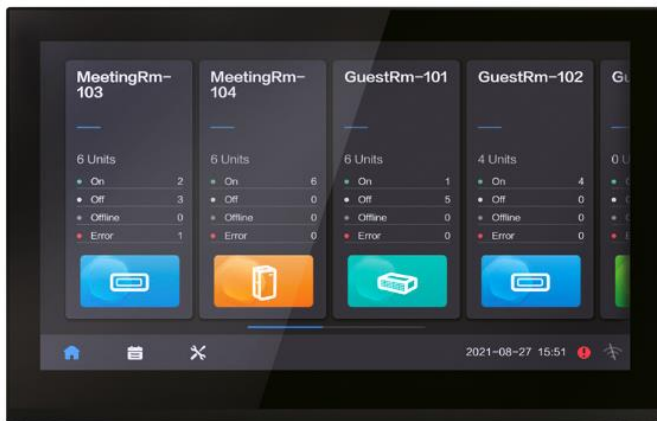 MeetingRm-
103
6 Units
On 2
Off 3
Offline 0
Error 1
MeetingRm-
104
6 Units
On 6
Off 0
Offline 0
Error 0
GuestRm-101
6 Units
On 1
Off 5
Offline 0
Error 0
GuestRm-102
4 Units
On 4
Off 0
Offline 0
Error 0
Gu
0 U
2021-08-27 15:51